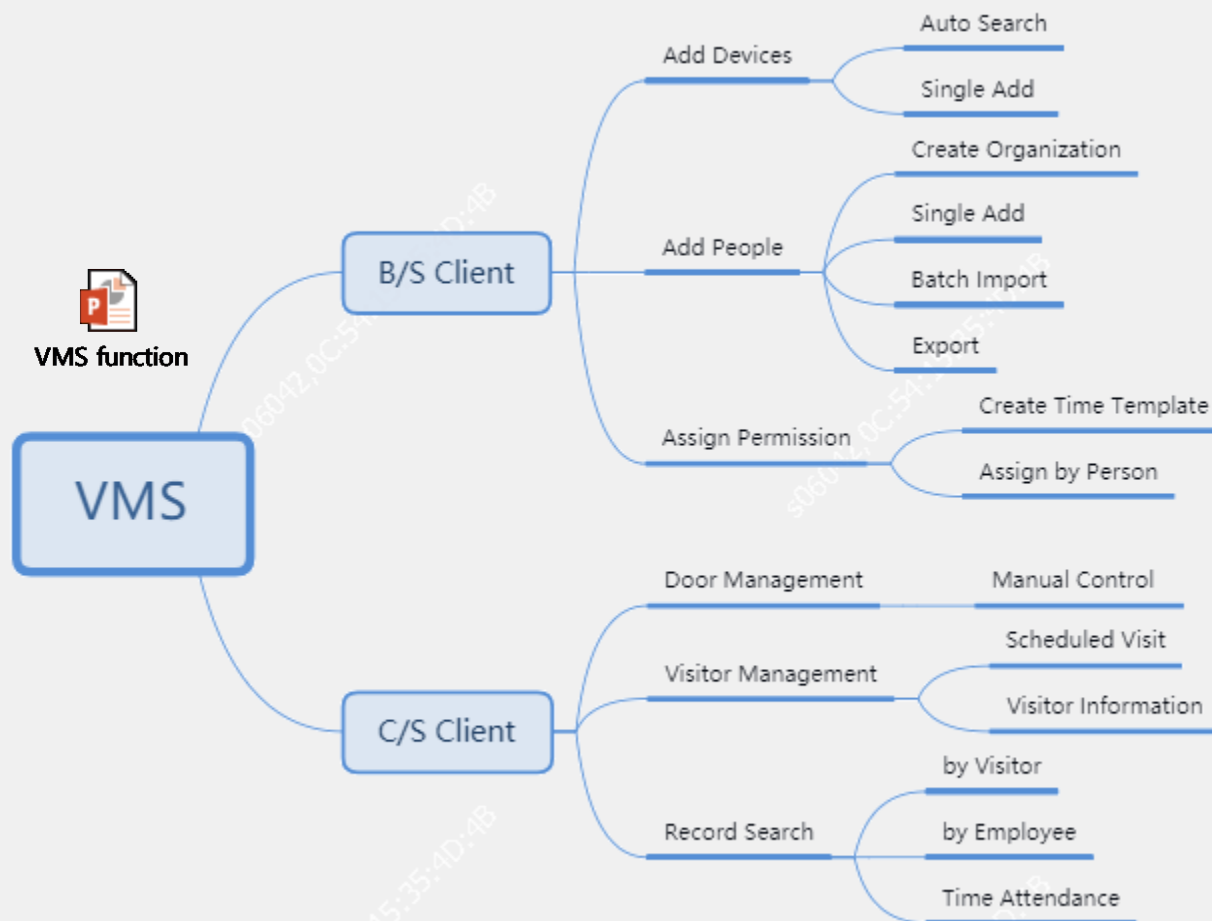 VMS function
P
VMS
B/S Client
Add Devices
Auto Search
Single Add
Add People
Create Organization
Single Add
Batch Import
Export
Assign Permission
Create Time Template
Assign by Person
C/S Client
Door Management
Manual Control
Visitor Management
Scheduled Visit
Visitor Information
Record Search
by Visitor
by Employee
Time Attendance